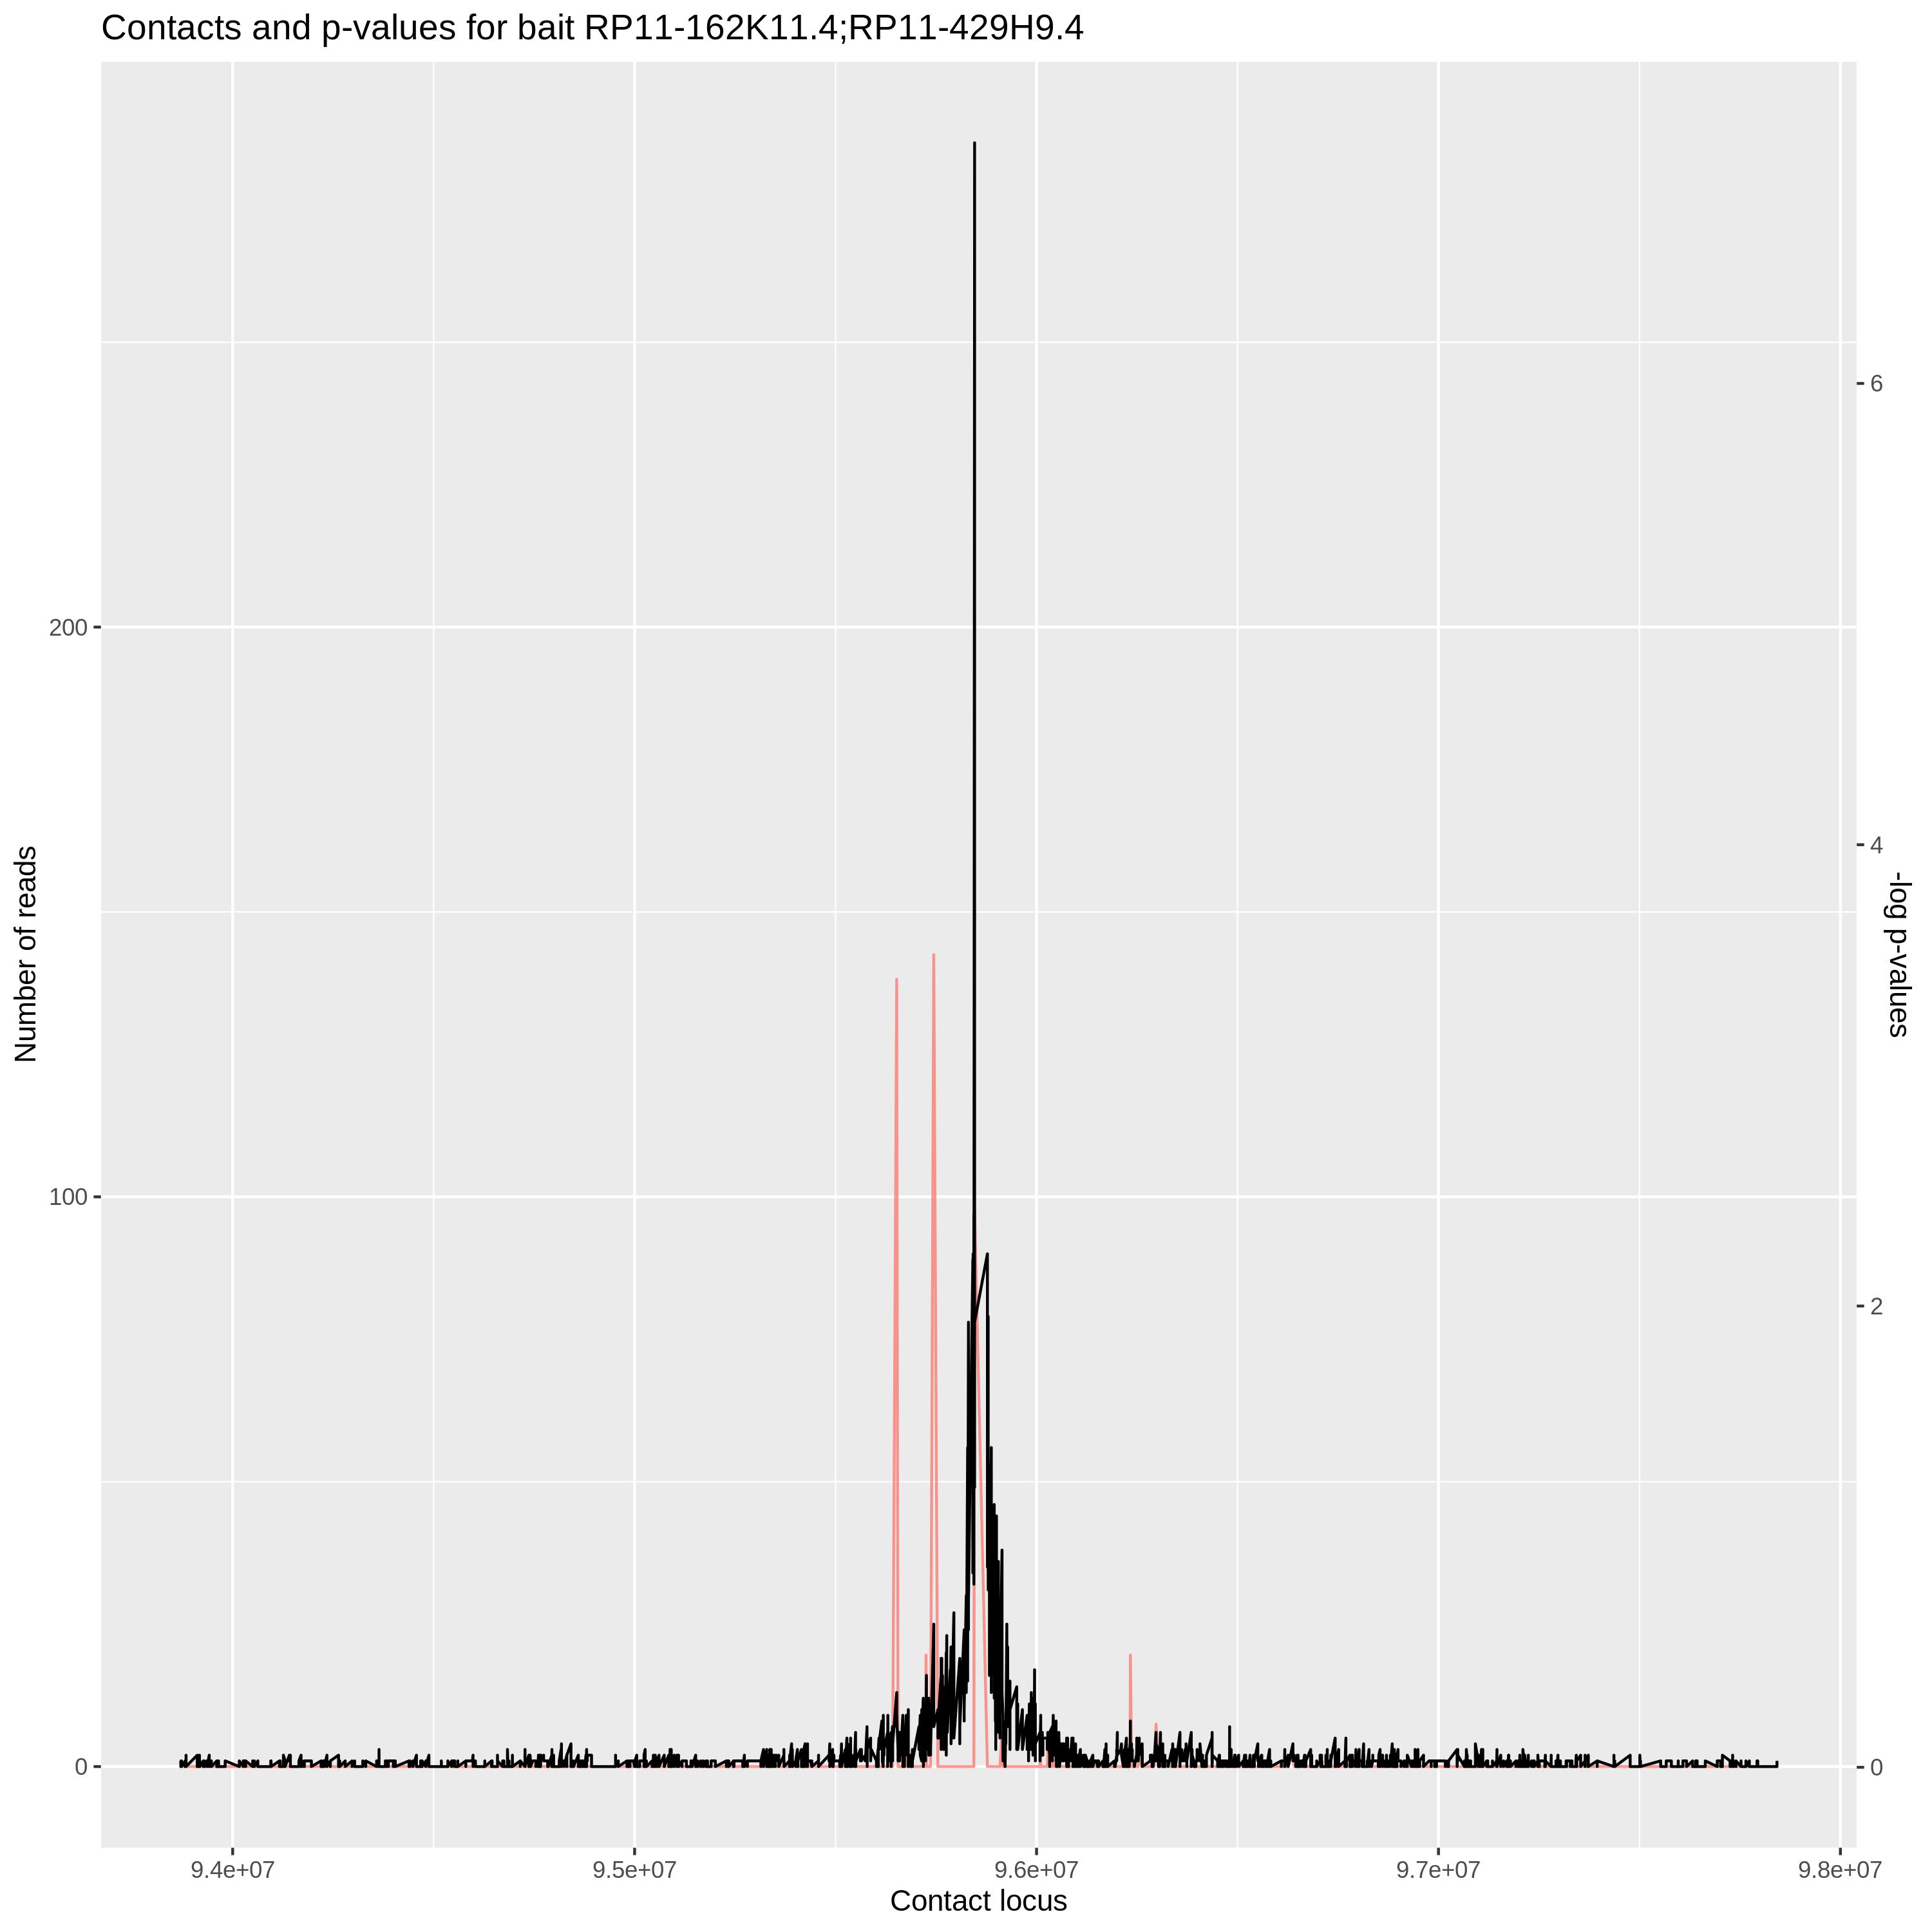 Contacts and p-values for bait RP11-162K11.4;RP11-429H9.4
6
200
4
Number of reads
-log p-values
100
2
0
0
9.4e+07
9.5e+07
9.6e+07
9.7e+07
9.8e+07
Contact locus